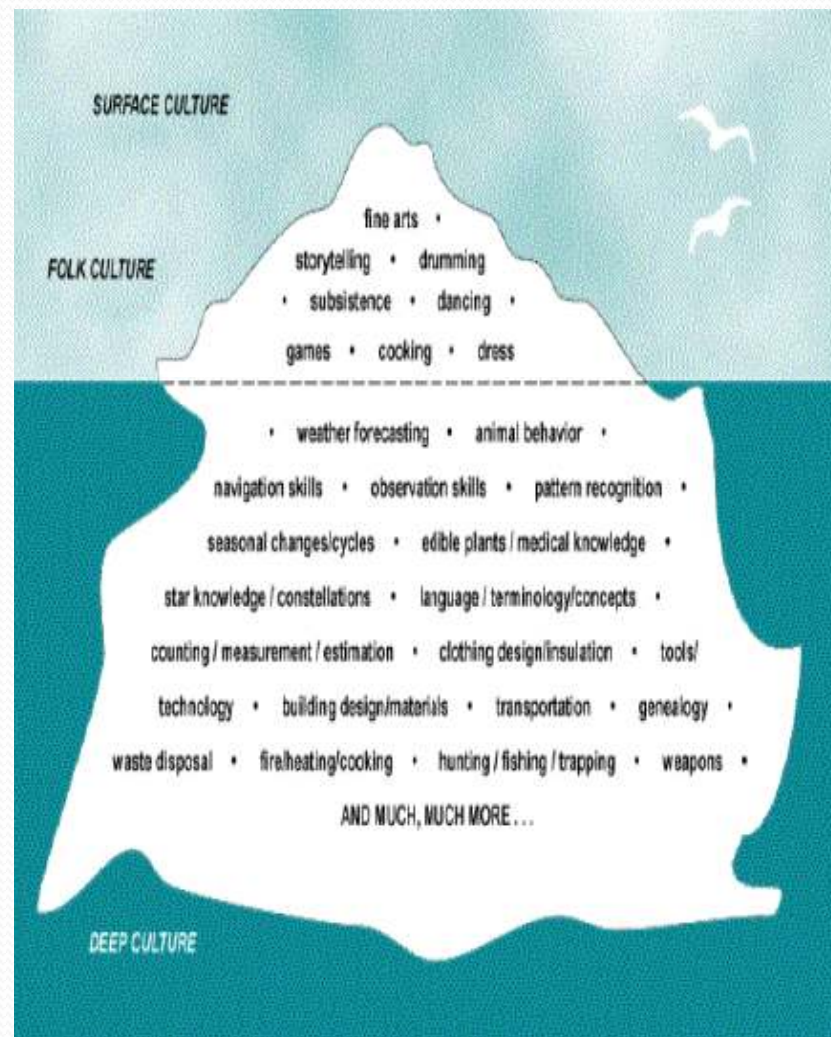 SURFACE CULTURE
fine arts •
FOLK CULTURE
storytelling • drumming
• subsistence • dancing •
games • cooking • dress
• weather forecasting • animal behavior •
navigation skills • observation skills • pattern recognition •
seasonal changes/cycles • edible plants / medical knowledge •
star knowledge / constellations • language / terminology/concepts •
counting / measurement / estimation • clothing design/insulation • tools/
technology • building design/materials • transportation • genealogy •
waste disposal • fire/heating/cooking • hunting / fishing / trapping • weapons •
AND MUCH, MUCH MORE . . .
DEEP CULTURE